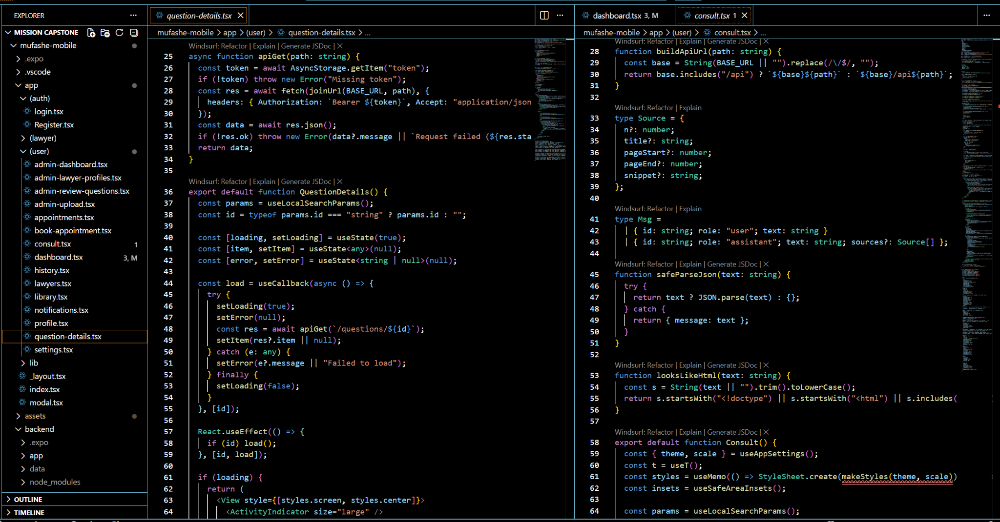 EXPLORER
MISSION CAPSTONE
mufashe-mobile
.expo
.vscode
app
(auth)
login.tsx
Register.tsx
(lawyer)
(user)
admin-dashboard.tsx
admin-lawyer-profiles.tsx
admin-review-questions.tsx
admin-upload.tsx
appointments.tsx
book-appointment.tsx
consult.tsx 1
dashboard.tsx 3, M
history.tsx
lawyers.tsx
library.tsx
notifications.tsx
profile.tsx
question-details.tsx
settings.tsx
lib
_layout.tsx
index.tsx
modal.tsx
assets
backend
.expo
app
data
node_modules
OUTLINE
TIMELINE
question-details.tsx
mufashe-mobile > app > (user) > question-details.tsx > ...
Windsurf: Refactor | Explain | Generate JSDoc | X
25 async function apiGet(path: string) {
26 const token = await AsyncStorage.getItem("token");
27 if (!token) throw new Error("Missing token");
28 const res = await fetch(joinUrl(BASE_URL, path), {
29 headers: { Authorization: `Bearer ${token}`, Accept: "application/json
30 });
31 const data = await res.json();
32 if (!res.ok) throw new Error(data?.message || `Request failed (${res.sta
33 return data;
34 }
35
Windsurf: Refactor | Explain | Generate JSDoc | X
36 export default function QuestionDetails() {
37 const params = useLocalSearchParams();
38 const id = typeof params.id === "string" ? params.id : "";
39
40 const [loading, setLoading] = useState(true);
41 const [item, setItem] = useState<any>(null);
42 const [error, setError] = useState<string | null>(null);
43
44 const load = useCallback(async () => {
45 try {
46 setLoading(true);
47 setError(null);
48 const res = await apiGet(`/questions/${id}`);
49 setItem(res?.item || null);
50 } catch (e: any) {
51 setError(e?.message || "Failed to load");
52 } finally {
53 setLoading(false);
54 }
55 }, [id]);
56
57 React.useEffect(() => {
58 if (id) load();
59 }, [id, load]);
60
61 if (loading) {
62 return (
63 <View style={[styles.screen, styles.center]}>
64 <ActivityIndicator size="large" />
dashboard.tsx 3, M
consult.tsx 1
mufashe-mobile > app > (user) > consult.tsx > ...
Windsurf: Refactor | Explain | Generate JSDoc | X
28 function buildApiUrl(path: string) {
29 const base = String(BASE_URL || "").replace(/\/$/, "");
30 return base.includes("/api") ? `${base}${path}` : `${base}/api${path}`;
31 }
32
Windsurf: Refactor | Explain
33 type Source = {
34 n?: number;
35 title?: string;
36 pageStart?: number;
37 pageEnd?: number;
38 snippet?: string;
39 };
40
Windsurf: Refactor | Explain
41 type Msg =
42 | { id: string; role: "user"; text: string }
43 | { id: string; role: "assistant"; text: string; sources?: Source[] };
44
Windsurf: Refactor | Explain | Generate JSDoc | X
45 function safeParseJson(text: string) {
46 try {
47 return text ? JSON.parse(text) : {};
48 } catch {
49 return { message: text };
50 }
51 }
52
Windsurf: Refactor | Explain | Generate JSDoc | X
53 function looksLikeHtml(text: string) {
54 const s = String(text || "").trim().toLowerCase();
55 return s.startsWith("<!doctype") || s.startsWith("<html") || s.includes(
56 }
57
Windsurf: Refactor | Explain | Generate JSDoc | X
58 export default function Consult() {
59 const { theme, scale } = useAppSettings();
60 const t = useT();
61 const styles = useMemo(() => StyleSheet.create(makeStyles(theme, scale))
62 const insets = useSafeAreaInsets();
63
64 const params = useLocalSearchParams();